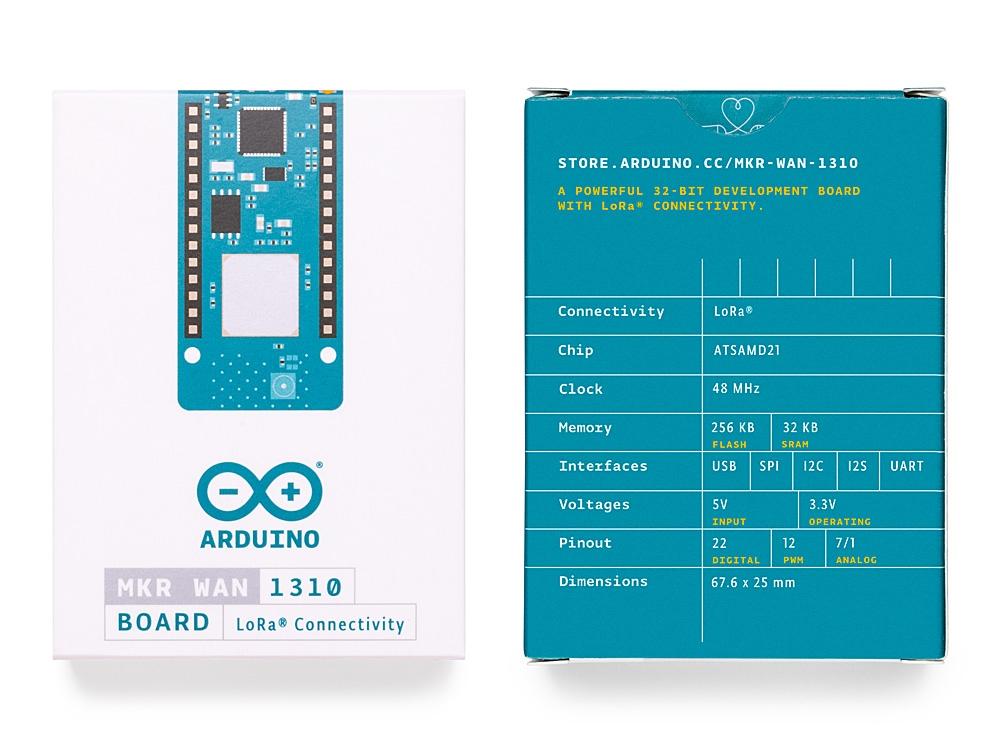 ARDUINO
MKR WAN 1310
BOARD LoRa® Connectivity
STORE.ARDUINO.CC/MKR-WAN-1310
A POWERFUL 32-BIT DEVELOPMENT BOARD
WITH LoRa® CONNECTIVITY.
Connectivity LoRa®
Chip ATSAMD21
Clock 48 MHz
Memory 256 KB 32 KB
FLASH SRAM
Interfaces USB SPI I2C I2S UART
Voltages 5V 3.3V
INPUT OPERATING
Pinout 22 12 7/1
DIGITAL PWM ANALOG
Dimensions 67.6 x 25 mm